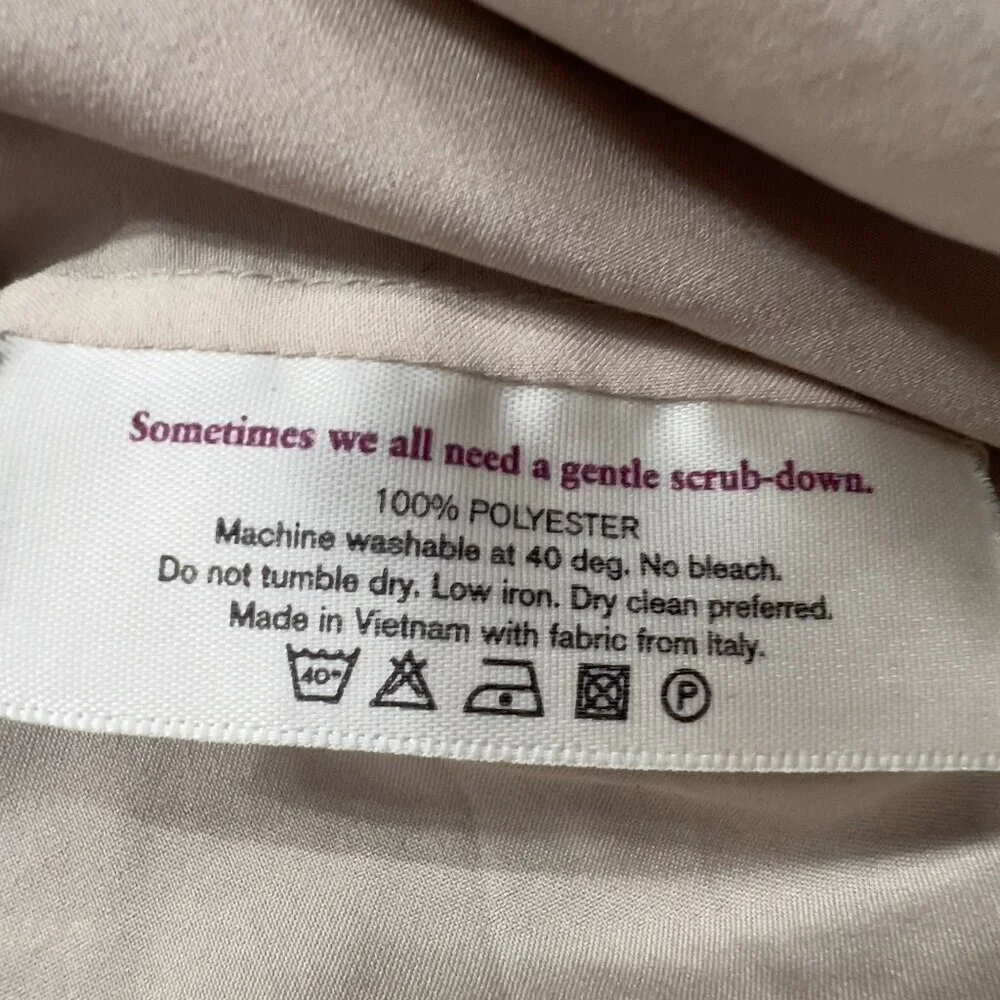 Sometimes we all need a gentle scrub-down.
100% POLYESTER
Machine washable at 40 deg. No bleach.
Do not tumble dry. Low iron. Dry clean preferred.
Made in Vietnam with fabric from Italy.
40° P